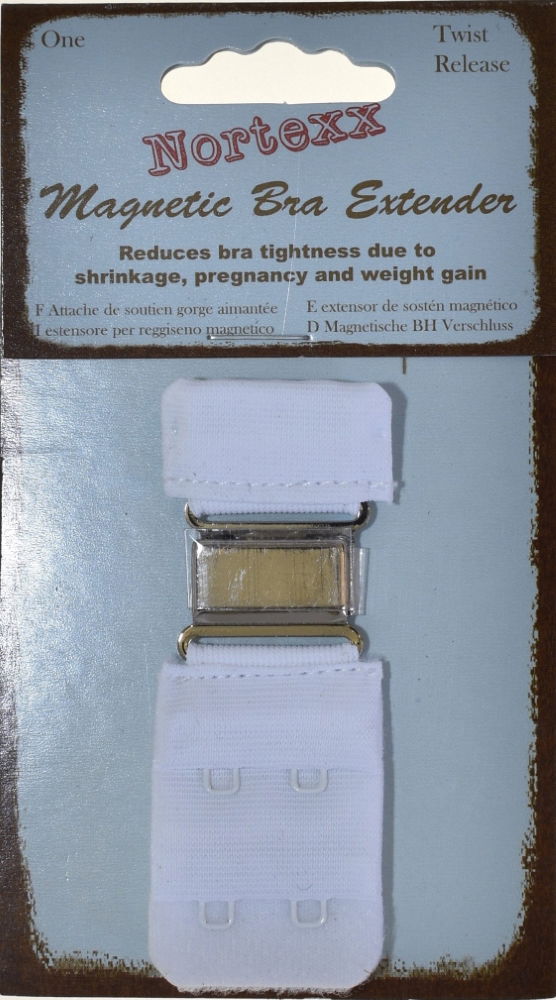 One
Twist
Release
Nortexx
Magnetic Bra Extender
Reduces bra tightness due to
shrinkage, pregnancy and weight gain
F Attache de soutien gorge aimantée
E extensor de sostén magnético
I estensore per reggiseno magnetico
D Magnetische BH Verschluss